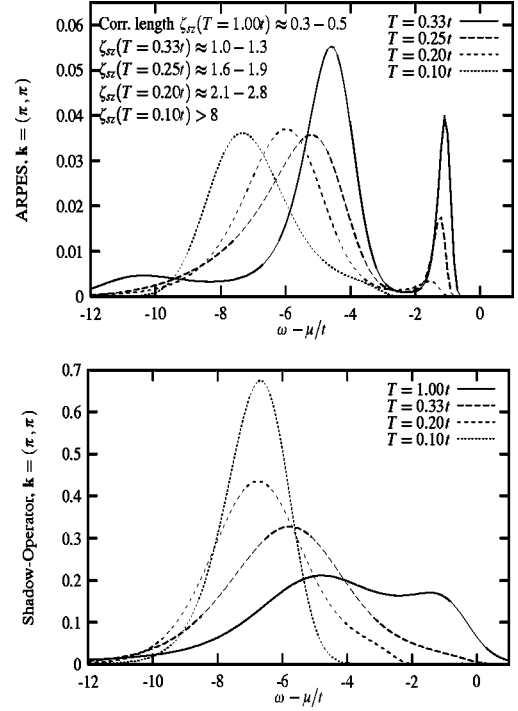 0.06
0.05
0.04
0.03
0.02
0.01
0
ARPES, k = (π, π)
Corr. length ζsz(T = 1.00t) ≈ 0.3 − 0.5
ζsz(T = 0.33t) ≈ 1.0 − 1.3
ζsz(T = 0.25t) ≈ 1.6 − 1.9
ζsz(T = 0.20t) ≈ 2.1 − 2.8
ζsz(T = 0.10t) > 8
T = 0.33t
T = 0.25t
T = 0.20t
T = 0.10t
-12 -10 -8 -6 -4 -2 0
ω − μ/t
0.7
0.6
0.5
0.4
0.3
0.2
0.1
0
Shadow-Operator, k = (π, π)
T = 1.00t
T = 0.33t
T = 0.20t
T = 0.10t
-12 -10 -8 -6 -4 -2 0
ω − μ/t